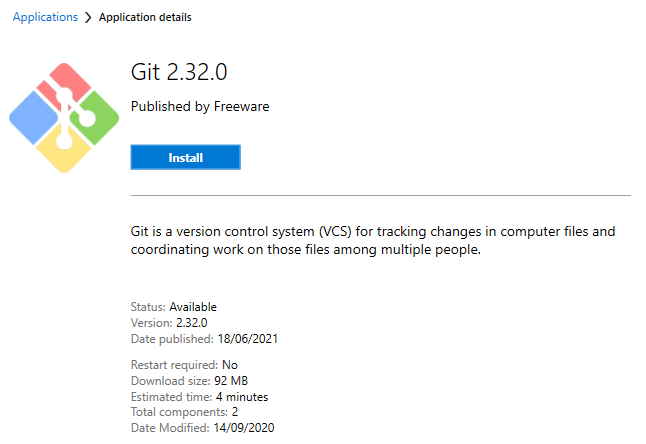 Applications > Application details
Git 2.32.0
Published by Freeware
Install
Git is a version control system (VCS) for tracking changes in computer files and
coordinating work on those files among multiple people.
Status: Available
Version: 2.32.0
Date published: 18/06/2021
Restart required: No
Download size: 92 MB
Estimated time: 4 minutes
Total components: 2
Date Modified: 14/09/2020